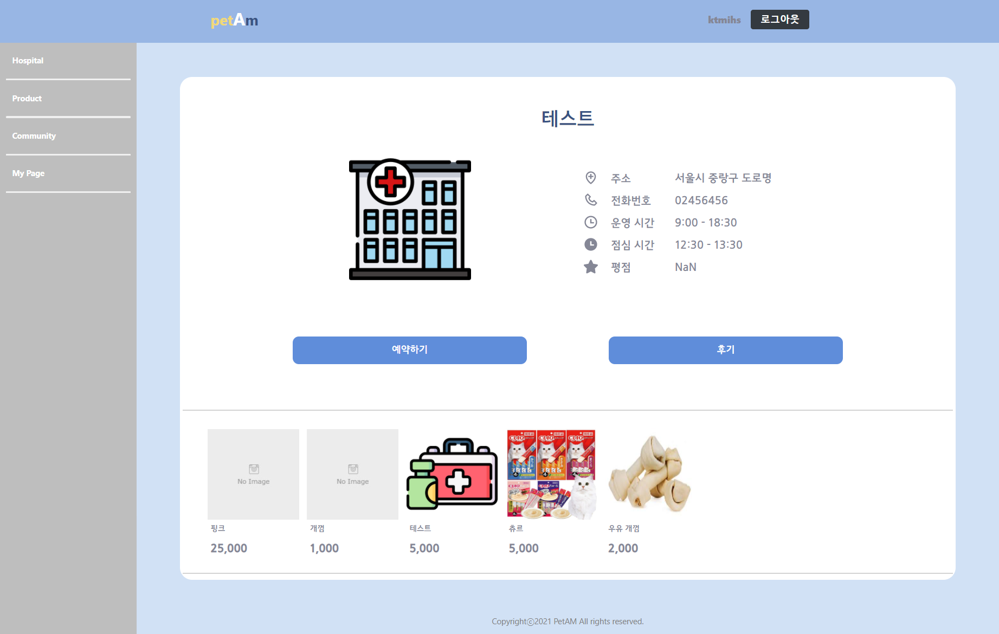 petAm
ktmihs
로그아웃
Hospital
Product
Community
My Page
테스트
주소 서울시 중랑구 도로명
전화번호 02456456
운영 시간 9:00 - 18:30
점심 시간 12:30 - 13:30
평점 NaN
예약하기
후기
No Image
No Image
CIAO
CIAO
CIAO
CIAO
핑크
개껌
테스트
츄르
우유 개껌
25,000
1,000
5,000
5,000
2,000
Copyrightⓒ2021 PetAM All rights reserved.